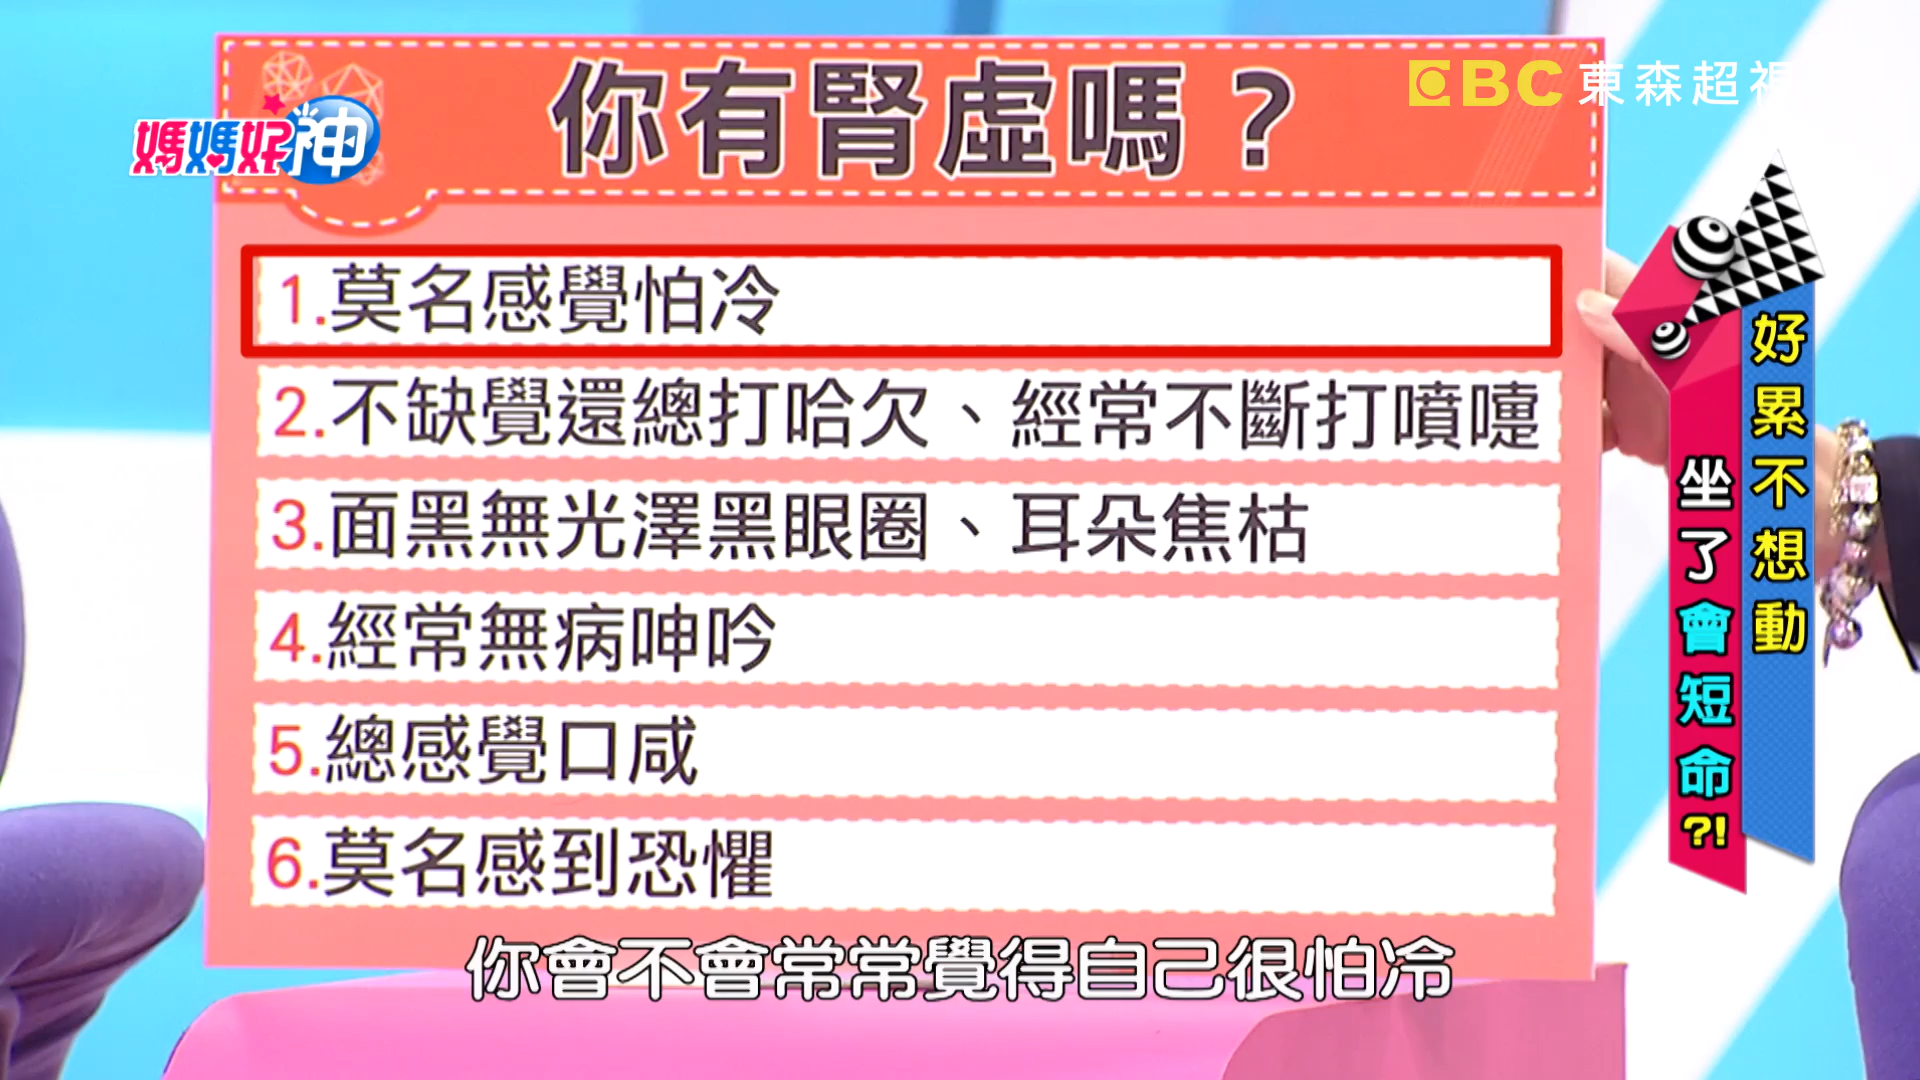 你有腎虛嗎？
EBC 東森超視
媽媽好神
1.莫名感覺怕冷
2.不缺覺還總打哈欠、經常不斷打噴嚏
3.面黑無光澤黑眼圈、耳朵焦枯
4.經常無病呻吟
5.總感覺口咸
6.莫名感到恐懼
好累不想動
坐了會短命?!
你會不會常常覺得自己很怕冷